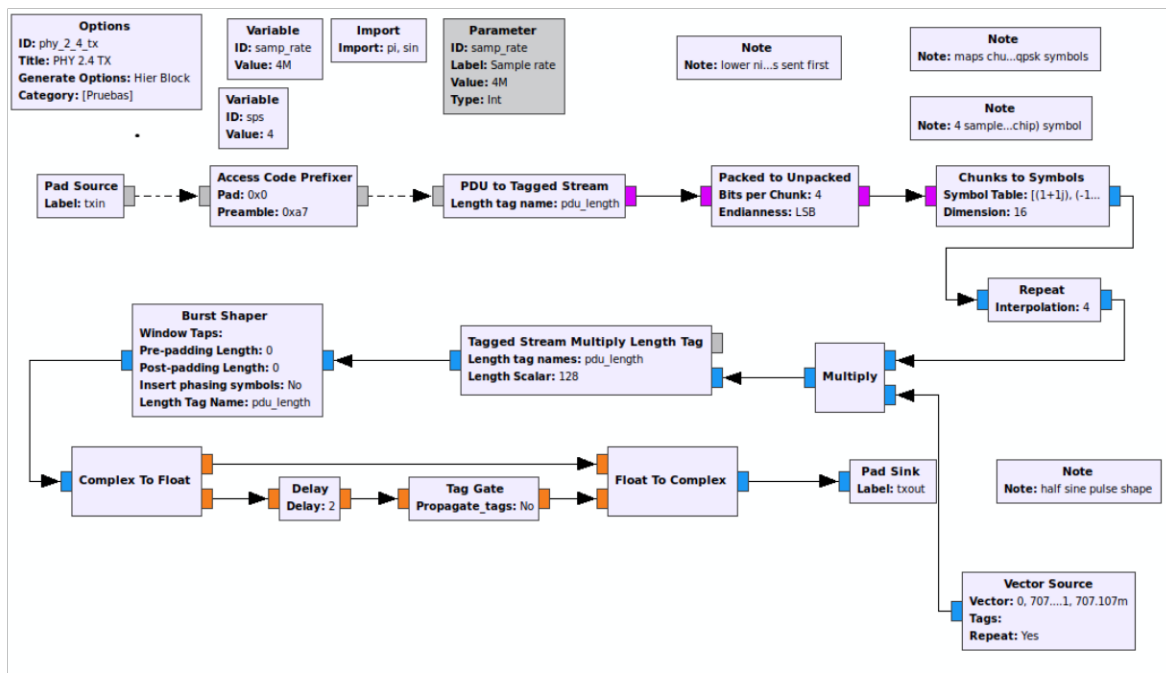 Options
ID: phy_2_4_tx
Title: PHY 2.4 TX
Generate Options: Hier Block
Category: [Pruebas]
Variable
ID: samp_rate
Value: 4M
Import
Import: pi, sin
Parameter
ID: samp_rate
Label: Sample rate
Value: 4M
Type: Int
Note
Note: lower ni...s sent first
Note
Note: maps chu...qpsk symbols
Variable
ID: sps
Value: 4
Note
Note: 4 sample...chip) symbol
Pad Source
Label: txin
Access Code Prefixer
Pad: 0x0
Preamble: 0xa7
PDU to Tagged Stream
Length tag name: pdu_length
Packed to Unpacked
Bits per Chunk: 4
Endianness: LSB
Chunks to Symbols
Symbol Table: [(1+1j), (-1...
Dimension: 16
Repeat
Interpolation: 4
Burst Shaper
Window Taps:
Pre-padding Length: 0
Post-padding Length: 0
Insert phasing symbols: No
Length Tag Name: pdu_length
Tagged Stream Multiply Length Tag
Length tag names: pdu_length
Length Scalar: 128
Multiply
Complex To Float
Delay
Delay: 2
Tag Gate
Propagate_tags: No
Float To Complex
Pad Sink
Label: txout
Note
Note: half sine pulse shape
Vector Source
Vector: 0, 707....1, 707.107m
Tags:
Repeat: Yes